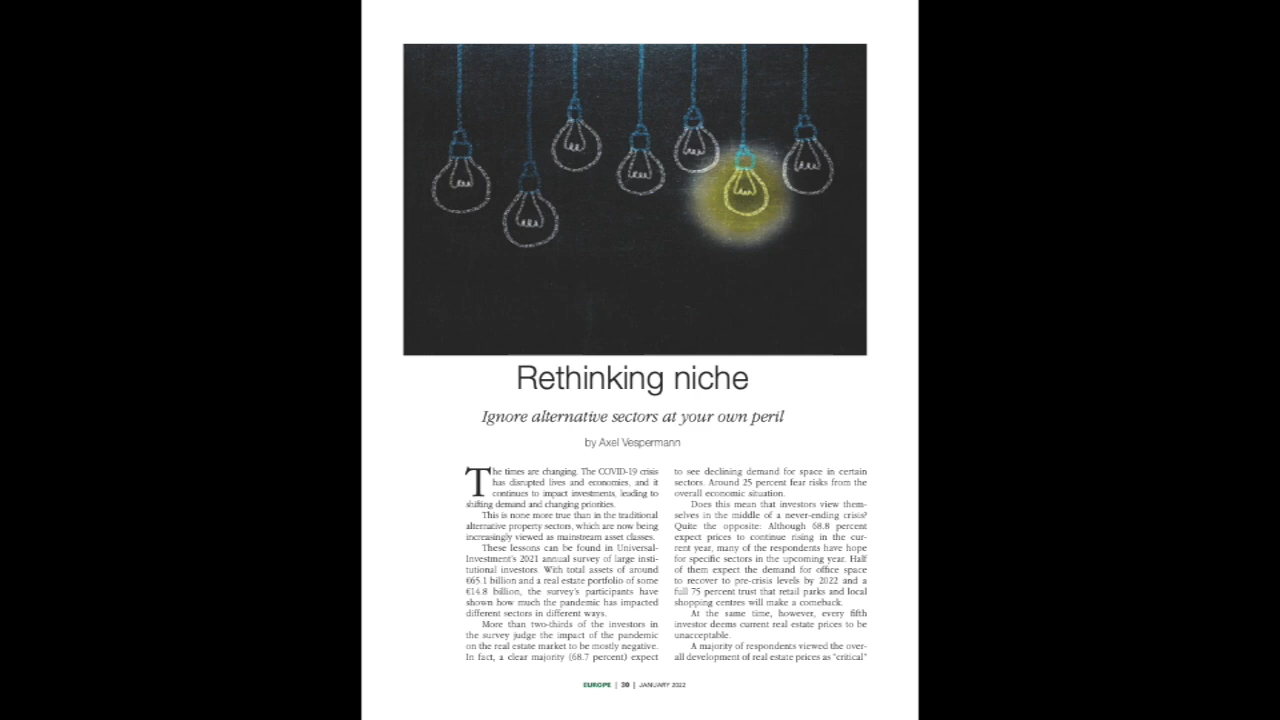 Rethinking niche
Ignore alternative sectors at your own peril
by Axel Vespermann
The times are changing. The COVID-19 crisis
has disrupted lives and economies, and it
continues to impact investments, leading to
shifting demand and changing priorities.
This is none more true than in the traditional
alternative property sectors, which are now being
increasingly viewed as mainstream asset classes.
These lessons can be found in Universal-
Investment's 2021 annual survey of large insti-
tutional investors. With total assets of around
€65.1 billion and a real estate portfolio of some
€14.8 billion, the survey's participants have
shown how much the pandemic has impacted
different sectors in different ways.
More than two-thirds of the investors in
the survey judge the impact of the pandemic
on the real estate market to be mostly negative.
In fact, a clear majority (68.7 percent) expect
to see declining demand for space in certain
sectors. Around 25 percent fear risks from the
overall economic situation.
Does this mean that investors view them-
selves in the middle of a never-ending crisis?
Quite the opposite: Although 68.8 percent
expect prices to continue rising in the cur-
rent year, many of the respondents have hope
for specific sectors in the upcoming year. Half
of them expect the demand for office space
to recover to pre-crisis levels by 2022 and a
full 75 percent trust that retail parks and local
shopping centres will make a comeback.
At the same time, however, every fifth
investor deems current real estate prices to be
unacceptable.
A majority of respondents viewed the over-
all development of real estate prices as "critical"
EUROPE | 30 | JANUARY 2022